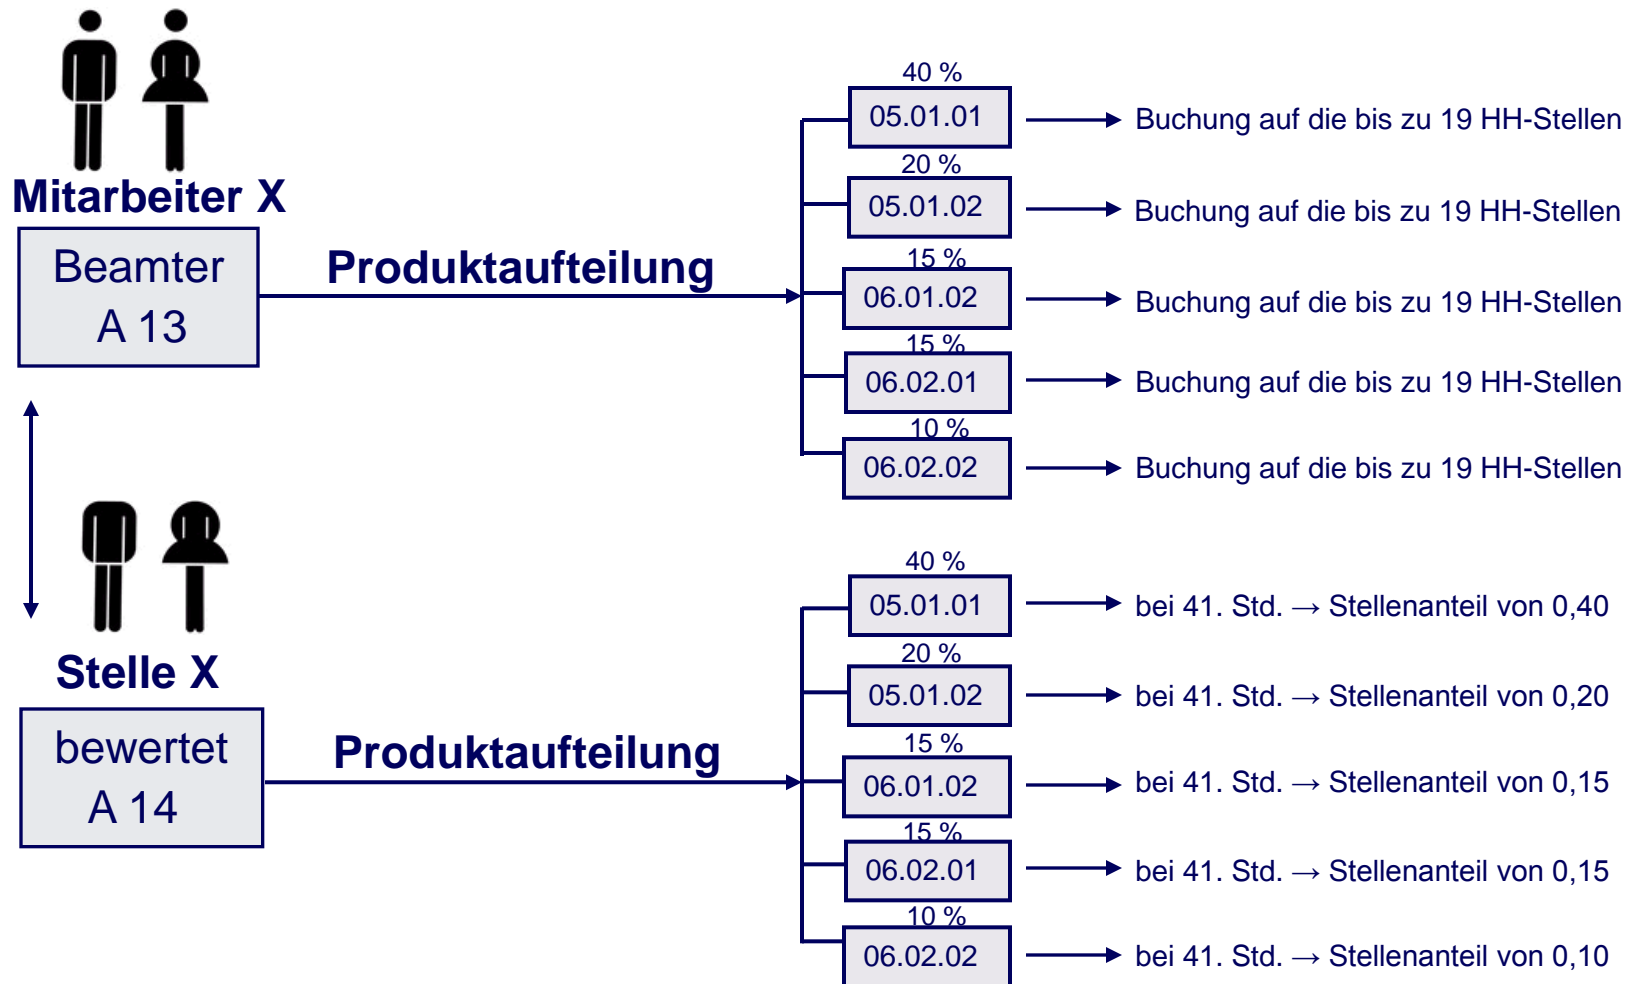 Mitarbeiter X
Beamter
A 13
Produktaufteilung
40 %
05.01.01
Buchung auf die bis zu 19 HH-Stellen
20 %
05.01.02
Buchung auf die bis zu 19 HH-Stellen
15 %
06.01.02
Buchung auf die bis zu 19 HH-Stellen
15 %
06.02.01
Buchung auf die bis zu 19 HH-Stellen
10 %
06.02.02
Buchung auf die bis zu 19 HH-Stellen
Stelle X
bewertet
A 14
Produktaufteilung
40 %
05.01.01
bei 41. Std. → Stellenanteil von 0,40
20 %
05.01.02
bei 41. Std. → Stellenanteil von 0,20
15 %
06.01.02
bei 41. Std. → Stellenanteil von 0,15
15 %
06.02.01
bei 41. Std. → Stellenanteil von 0,15
10 %
06.02.02
bei 41. Std. → Stellenanteil von 0,10